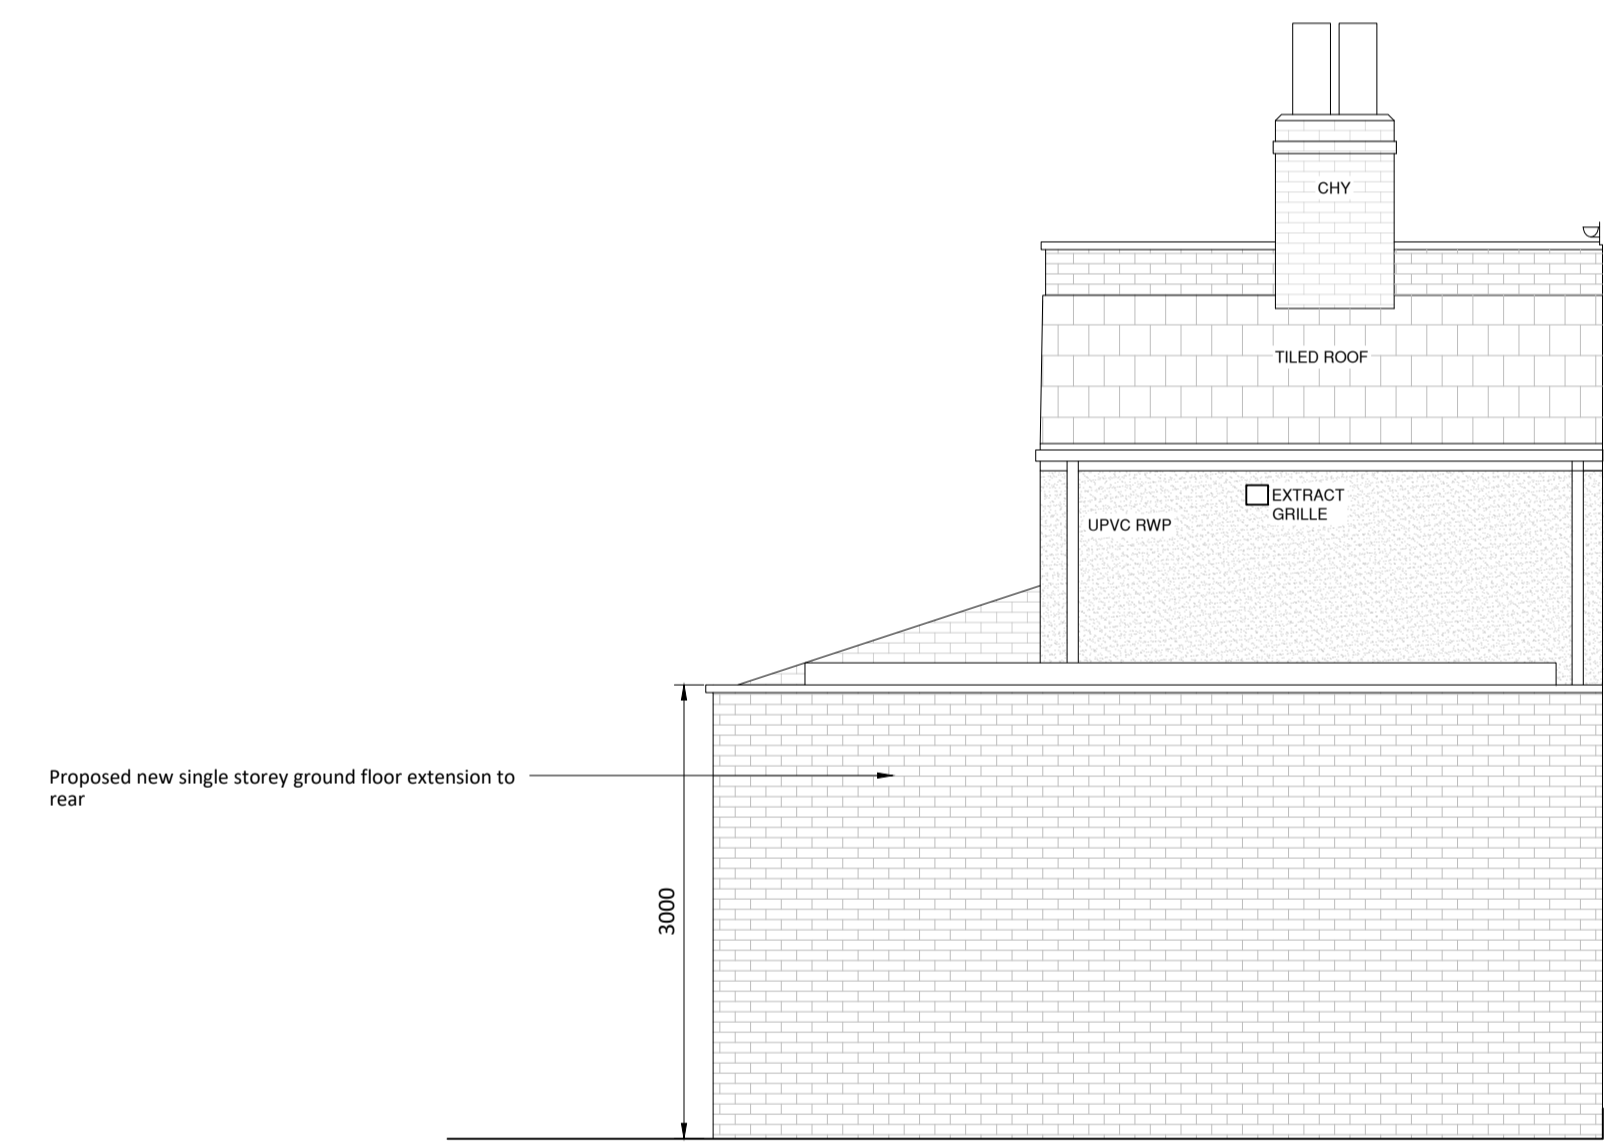 CHY
TILED ROOF
EXTRACT
GRILLE
UPVC RWP
Proposed new single storey ground floor extension to
rear
3000